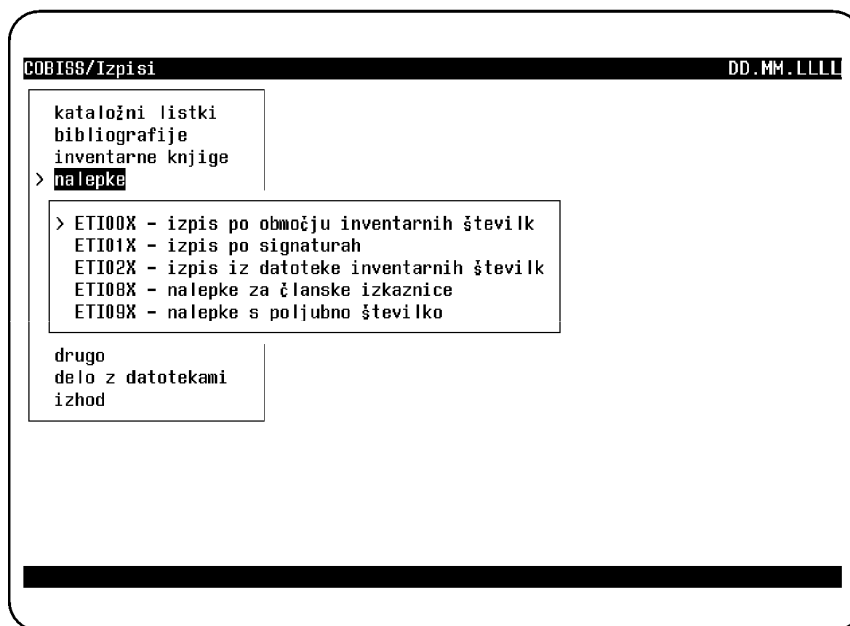 COBISS/Izpisi DD.MM.LLLL
kataložni listki
bibliografije
inventarne knjige
> nalepke
> ETI00X - izpis po območju inventarnih številk
ETI01X - izpis po signaturah
ETI02X - izpis iz datoteke inventarnih številk
ETI08X - nalepke za članske izkaznice
ETI09X - nalepke s poljubno številko
drugo
delo z datotekami
izhod